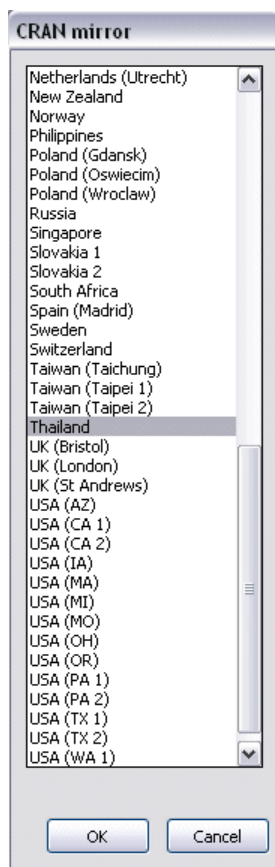 CRAN mirror
Netherlands (Utrecht)
New Zealand
Norway
Philippines
Poland (Gdansk)
Poland (Oswiecim)
Poland (Wroclaw)
Russia
Singapore
Slovakia 1
Slovakia 2
South Africa
Spain (Madrid)
Sweden
Switzerland
Taiwan (Taichung)
Taiwan (Taipei 1)
Taiwan (Taipei 2)
Thailand
UK (Bristol)
UK (London)
UK (St Andrews)
USA (AZ)
USA (CA 1)
USA (CA 2)
USA (IA)
USA (MA)
USA (MI)
USA (MO)
USA (OH)
USA (OR)
USA (PA 1)
USA (PA 2)
USA (TX 1)
USA (TX 2)
USA (WA 1)
OK Cancel